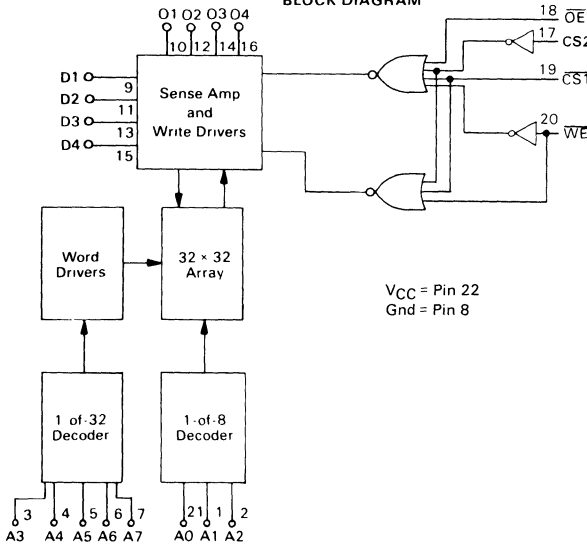 BLOCK DIAGRAM
O1 O2 O3 O4
10 12 14 16
18 OE
17 CS2
19 CS1
20 WE
D1
9
D2
11
D3
13
D4
15
Sense Amp
and
Write Drivers
Word
Drivers
32 × 32
Array
VCC = Pin 22
Gnd = Pin 8
1 of-32
Decoder
1-of-8
Decoder
3 4 5 6 7
21 1 2
A3 A4 A5 A6 A7
A0 A1 A2